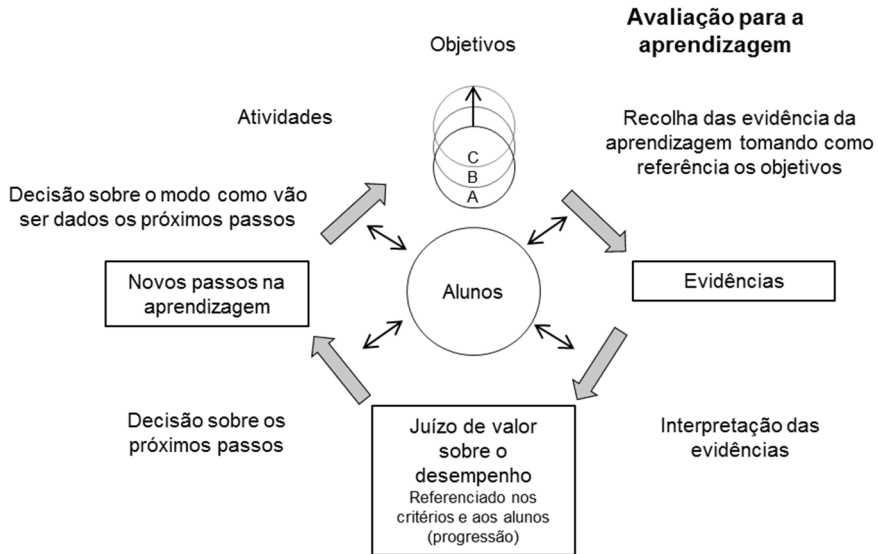 Avaliação para a
aprendizagem
Objetivos
Atividades
C
B
A
Recolha das evidência da
aprendizagem tomando como
referência os objetivos
Decisão sobre o modo como vão
ser dados os próximos passos
Novos passos na
aprendizagem
Alunos
Evidências
Decisão sobre os
próximos passos
Juízo de valor
sobre o
desempenho
Referenciado nos
critérios e aos alunos
(progressão)
Interpretação das
evidências